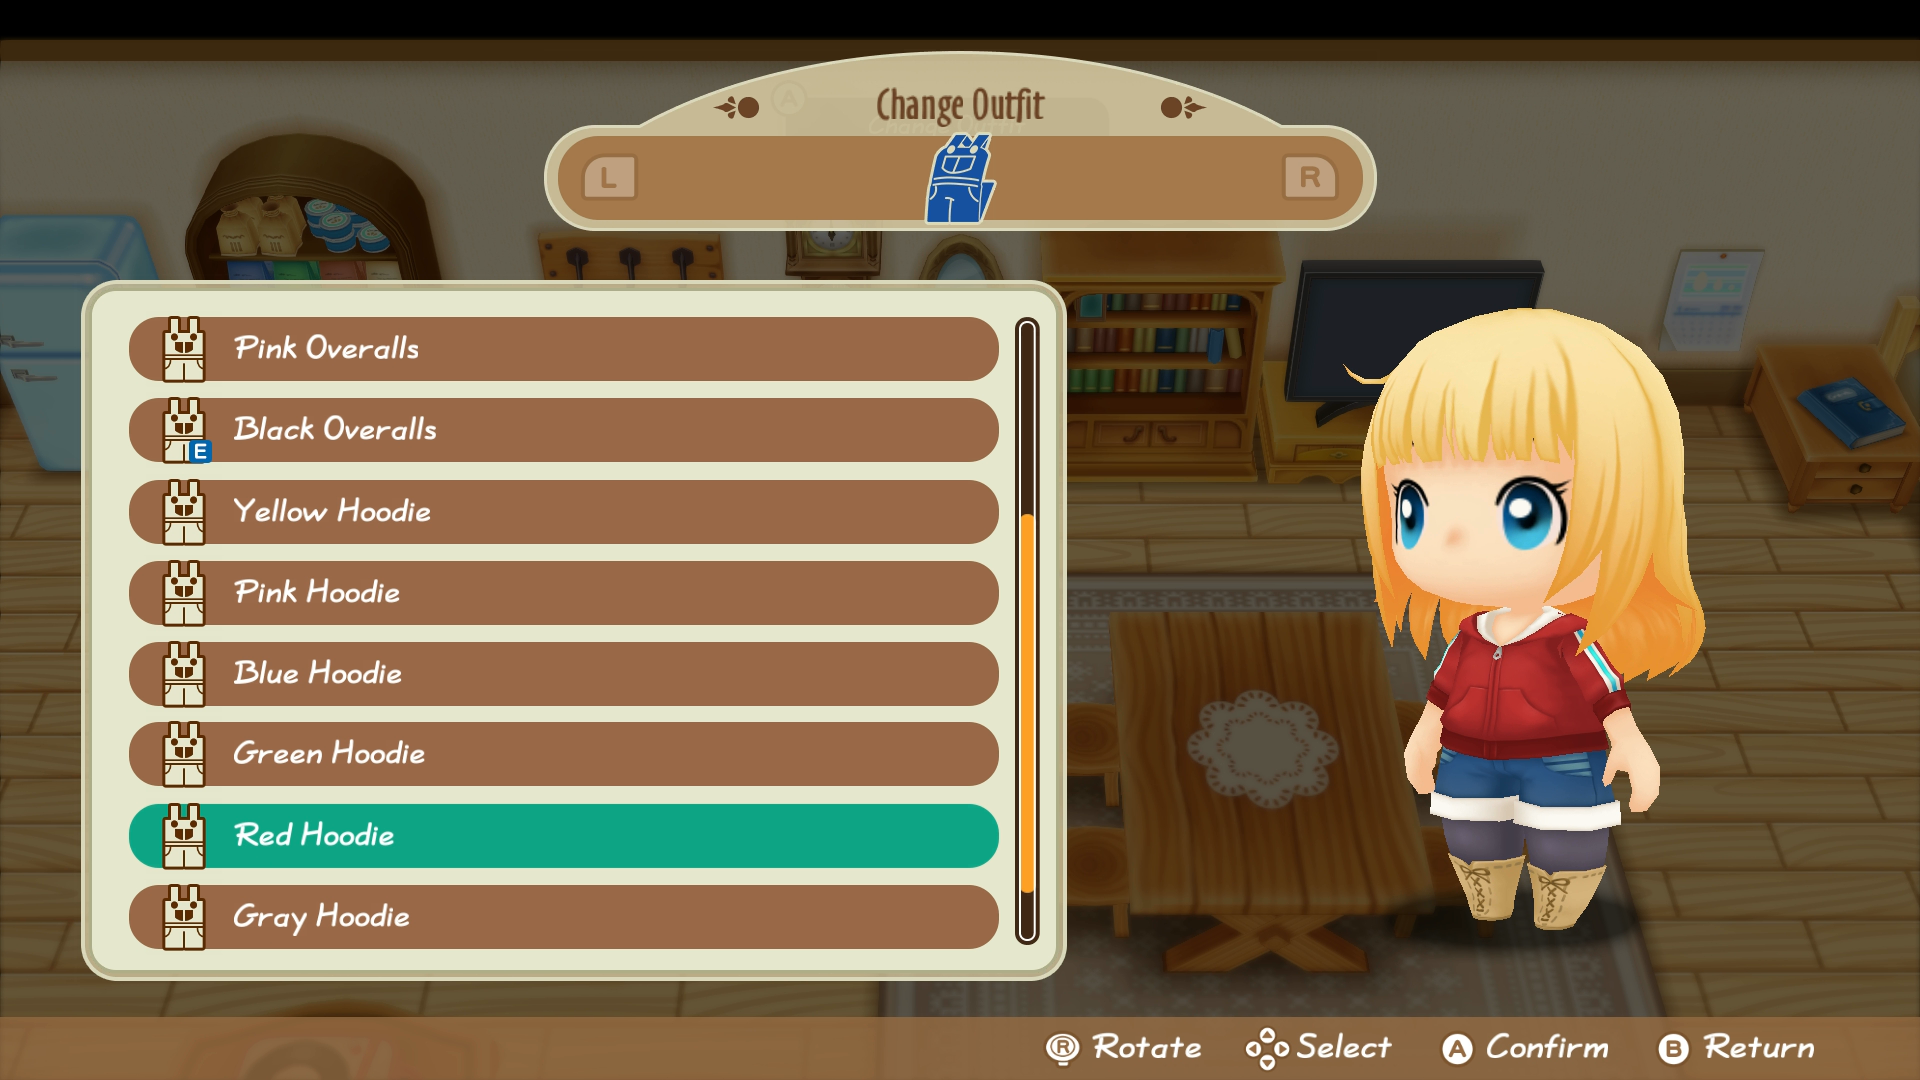 Change Outfit
L
R
Pink Overalls
Black Overalls
E
Yellow Hoodie
Pink Hoodie
Blue Hoodie
Green Hoodie
Red Hoodie
Gray Hoodie
R Rotate Select A Confirm B Return